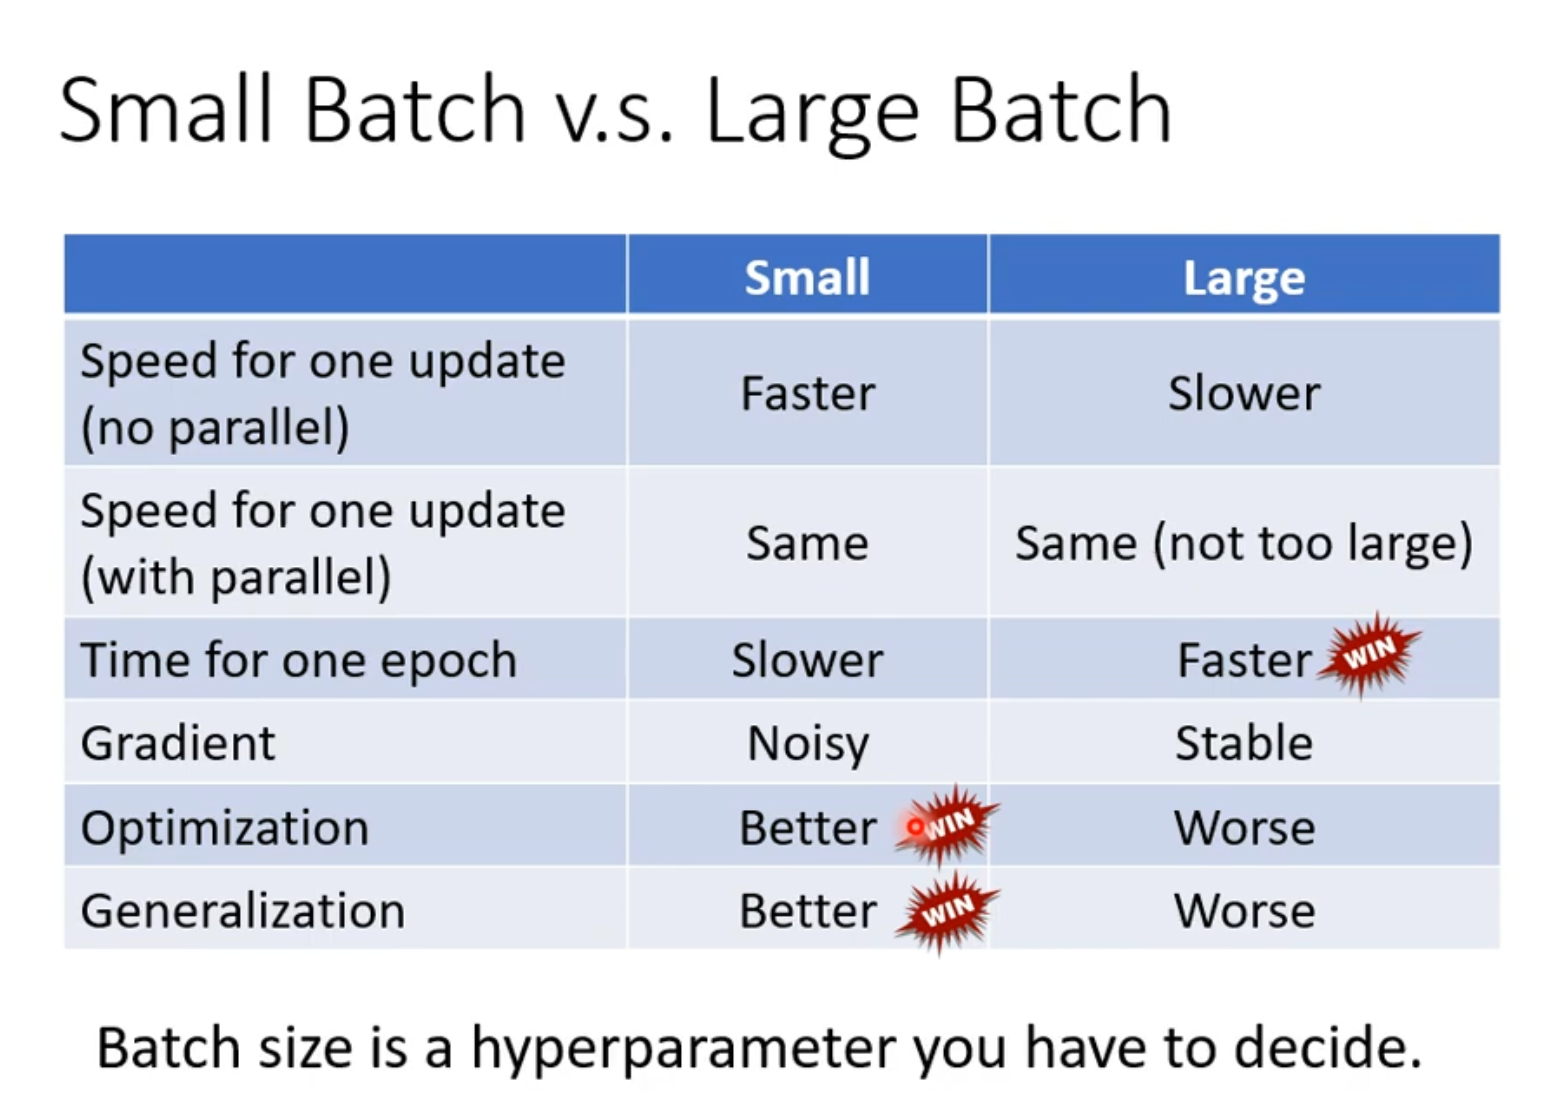 Small Batch v.s. Large Batch
Small Large
Speed for one update
(no parallel)
Faster Slower
Speed for one update
(with parallel)
Same Same (not too large)
Time for one epoch Slower Faster WIN
Gradient Noisy Stable
Optimization Better WIN Worse
Generalization Better WIN Worse
Batch size is a hyperparameter you have to decide.